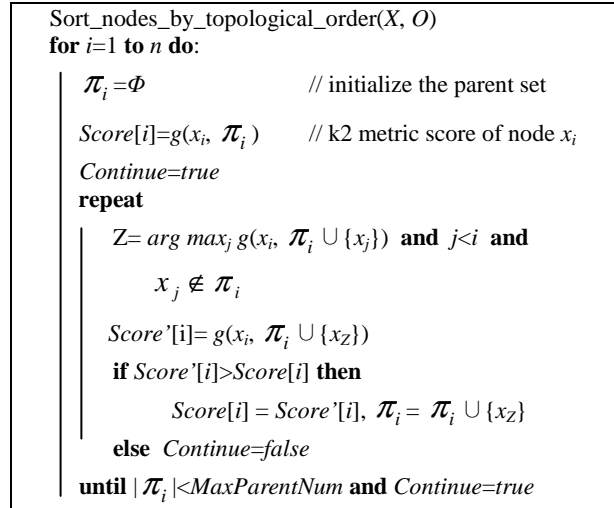 Sort_nodes_by_topological_order(X, O)
for i=1 to n do:
π_i =Φ // initialize the parent set
Score[i]=g(x_i, π_i ) // k2 metric score of node x_i
Continue=true
repeat
Z= arg max_j g(x_i, π_i ∪ {x_j}) and j<i and
x_j ∉ π_i
Score’[i]= g(x_i, π_i ∪ {x_Z})
if Score’[i]>Score[i] then
Score[i] = Score’[i], π_i = π_i ∪ {x_Z}
else Continue=false
until | π_i |<MaxParentNum and Continue=true